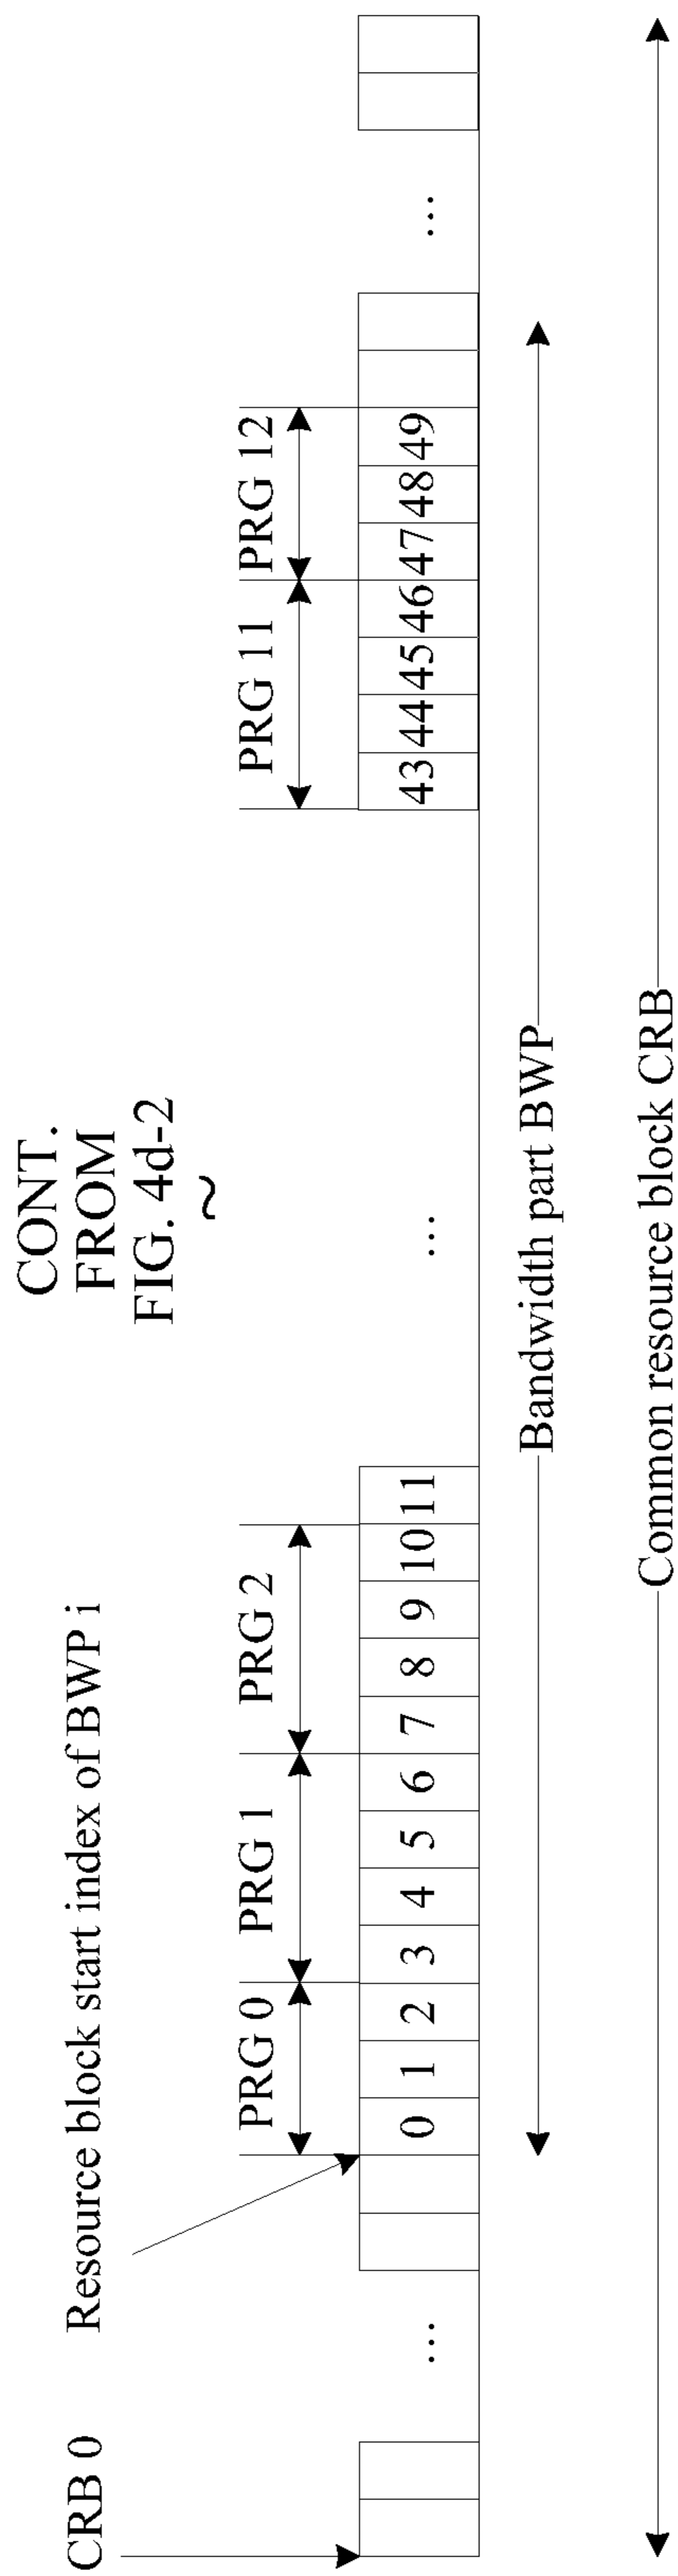 CONT.
FROM
FIG. 4d-2
~
CRB 0
Resource block start index of BWP i
PRG 0
PRG 1
PRG 2
PRG 11
PRG 12
...
0 1 2 3 4 5 6 7 8 9 10 11
...
43 44 45 46 47 48 49
...
Bandwidth part BWP
Common resource block CRB